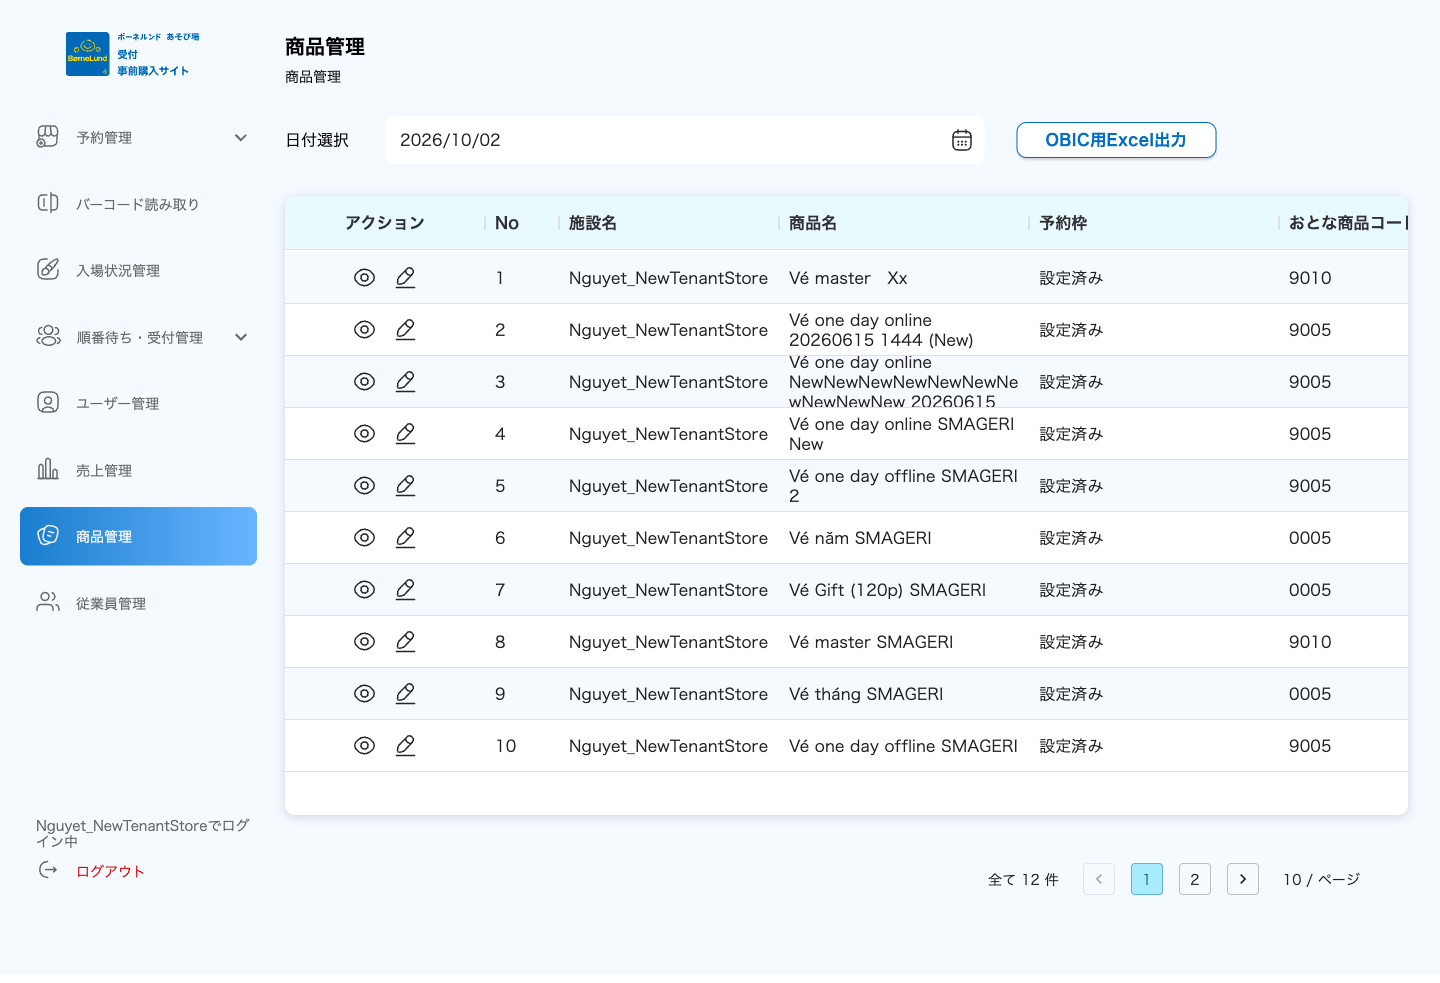 ボーネルンド あそび場
BørneLund
受付
事前購入サイト
予約管理
バーコード読み取り
入場状況管理
順番待ち・受付管理
ユーザー管理
売上管理
商品管理
従業員管理
Nguyet_NewTenantStoreでログ
イン中
ログアウト
商品管理
商品管理
日付選択 2026/10/02 OBIC用Excel出力
アクション No 施設名 商品名 予約枠 おとな商品コード
1 Nguyet_NewTenantStore Vé master　Xx 設定済み 9010
2 Nguyet_NewTenantStore Vé one day online
20260615 1444 (New) 設定済み 9005
3 Nguyet_NewTenantStore Vé one day online
NewNewNewNewNewNewNe
wNewNewNew 20260615 設定済み 9005
4 Nguyet_NewTenantStore Vé one day online SMAGERI
New 設定済み 9005
5 Nguyet_NewTenantStore Vé one day offline SMAGERI
2 設定済み 9005
6 Nguyet_NewTenantStore Vé năm SMAGERI 設定済み 0005
7 Nguyet_NewTenantStore Vé Gift (120p) SMAGERI 設定済み 0005
8 Nguyet_NewTenantStore Vé master SMAGERI 設定済み 9010
9 Nguyet_NewTenantStore Vé tháng SMAGERI 設定済み 0005
10 Nguyet_NewTenantStore Vé one day offline SMAGERI 設定済み 9005
全て 12 件 1 2 10 / ページ